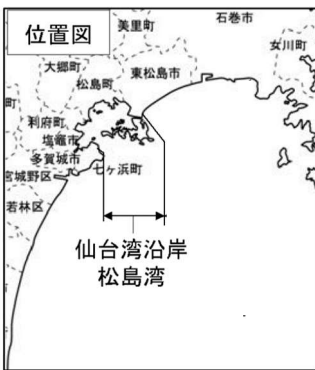 位置図
美里町
石巻市
女川町
大郷町
東松島市
松島町
町
利府町
塩竈市
多賀城市
七ヶ浜町
宮城野区
若林区
仙台湾沿岸
松島湾